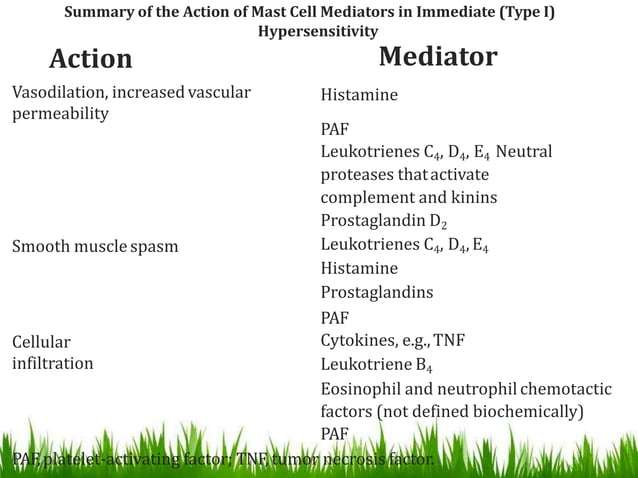 Summary of the Action of Mast Cell Mediators in Immediate (Type I)
Hypersensitivity
Action
Mediator
Vasodilation, increased vascular
permeability
Histamine
PAF
Leukotrienes C₄, D₄, E₄ Neutral
proteases that activate
complement and kinins
Prostaglandin D₂
Smooth muscle spasm
Leukotrienes C₄, D₄, E₄
Histamine
Prostaglandins
PAF
Cellular
infiltration
Cytokines, e.g., TNF
Leukotriene B₄
Eosinophil and neutrophil chemotactic
factors (not defined biochemically)
PAF
PAF, platelet-activating factor; TNF, tumor necrosis factor.